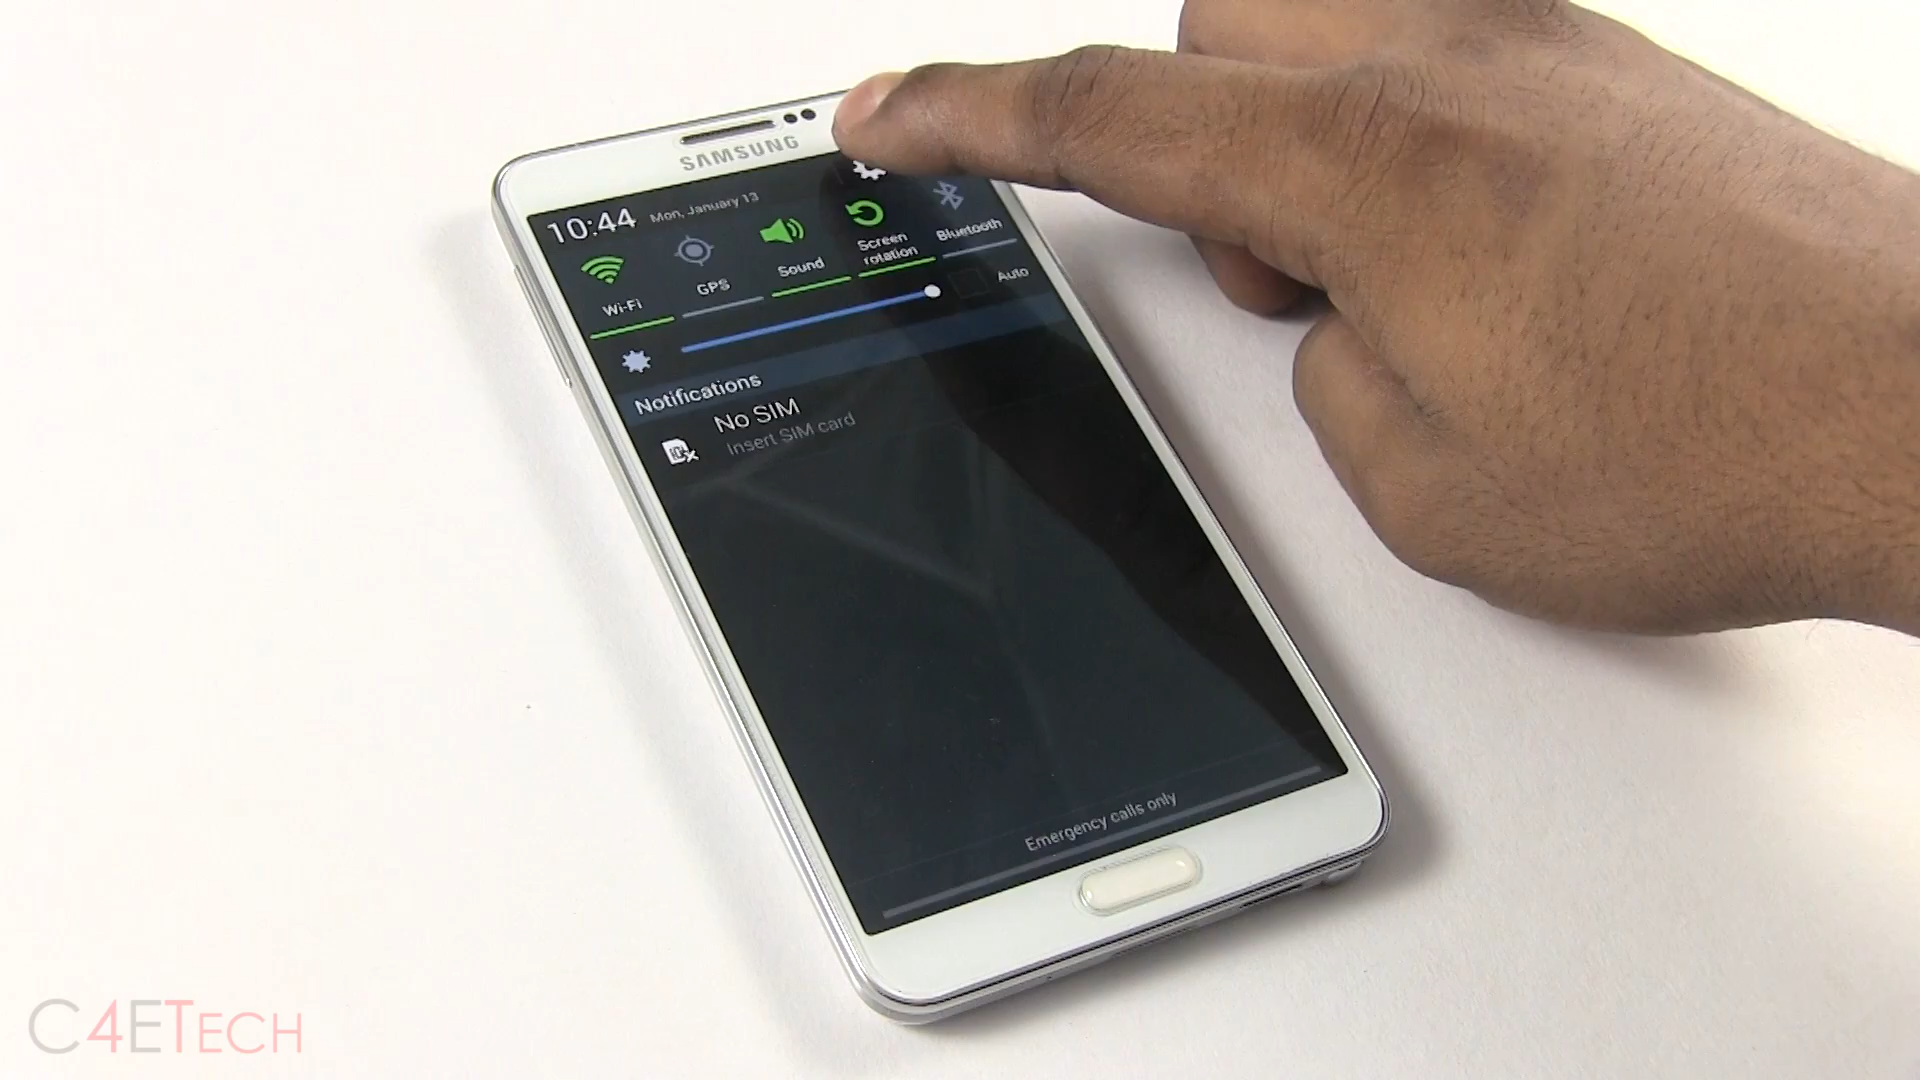 SAMSUNG
10:44 Mon, January 13
Wi-Fi
GPS
Sound
Screen
rotation
Bluetooth
Auto
Notifications
No SIM
Insert SIM card
Emergency calls only
C4ETECH